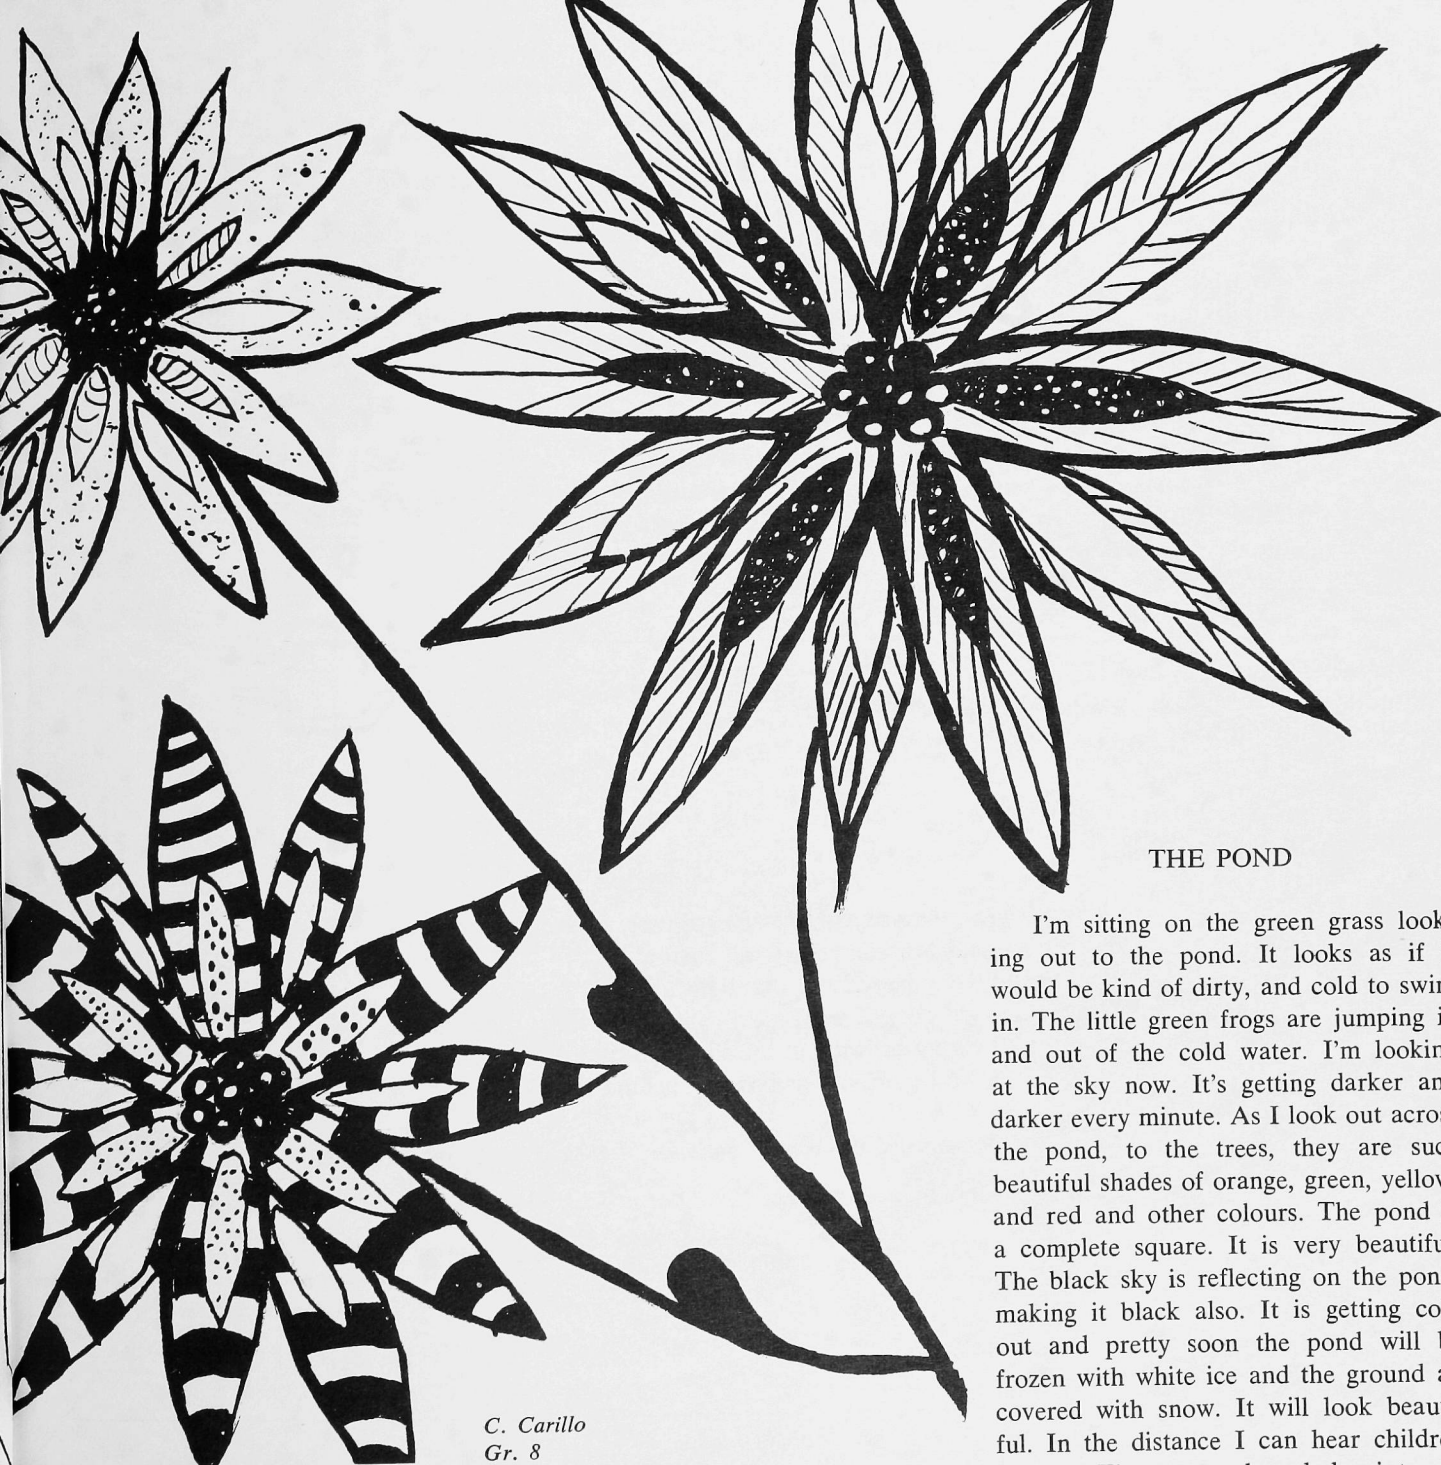 THE POND
I'm sitting on the green grass look
ing out to the pond. It looks as if
would be kind of dirty, and cold to swim
in. The little green frogs are jumping i
and out of the cold water. I'm lookin
at the sky now. It's getting darker an
darker every minute. As I look out acros
the pond, to the trees, they are suc
beautiful shades of orange, green, yellow
and red and other colours. The pond
a complete square. It is very beautifu
The black sky is reflecting on the pon
making it black also. It is getting co
out and pretty soon the pond will b
frozen with white ice and the ground a
covered with snow. It will look beau
ful. In the distance I can hear childre
C. Carillo
Gr. 8